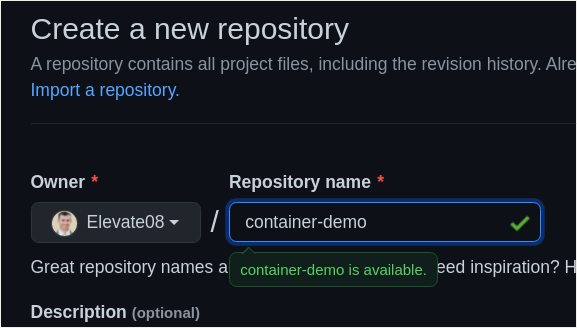 Create a new repository
A repository contains all project files, including the revision history. Alre
Import a repository.
Owner * Repository name *
Elevate08 / container-demo
Great repository names a eed inspiration? H
container-demo is available.
Description (optional)